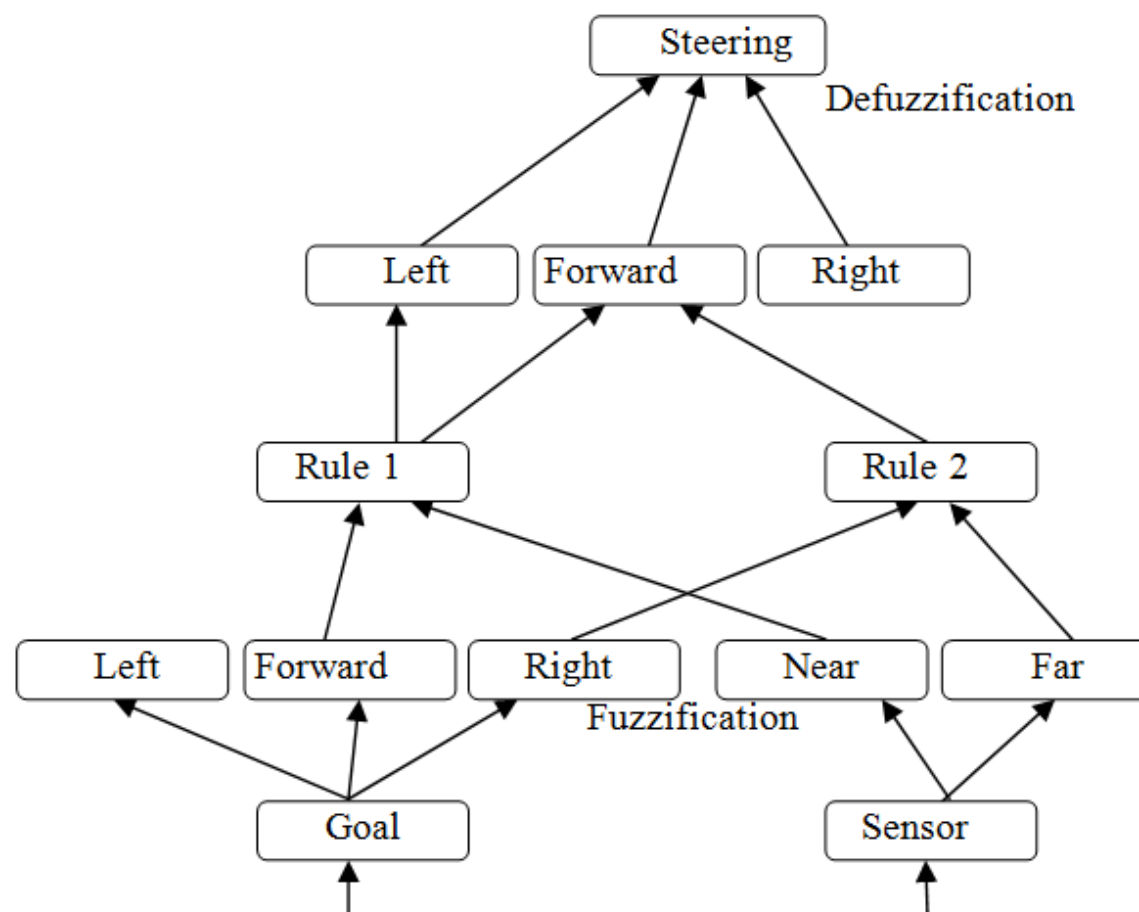 Steering
Defuzzification
Left
Forward
Right
Rule 1
Rule 2
Left
Forward
Right
Near
Far
Fuzzification
Goal
Sensor